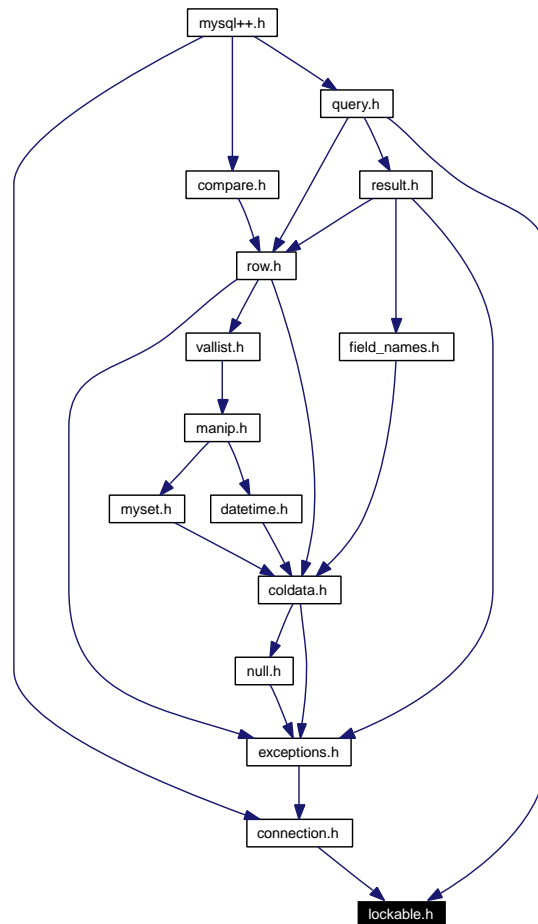 mysql++.h
query.h
compare.h
result.h
row.h
vallist.h
field_names.h
manip.h
myset.h
datetime.h
coldata.h
null.h
exceptions.h
connection.h
lockable.h